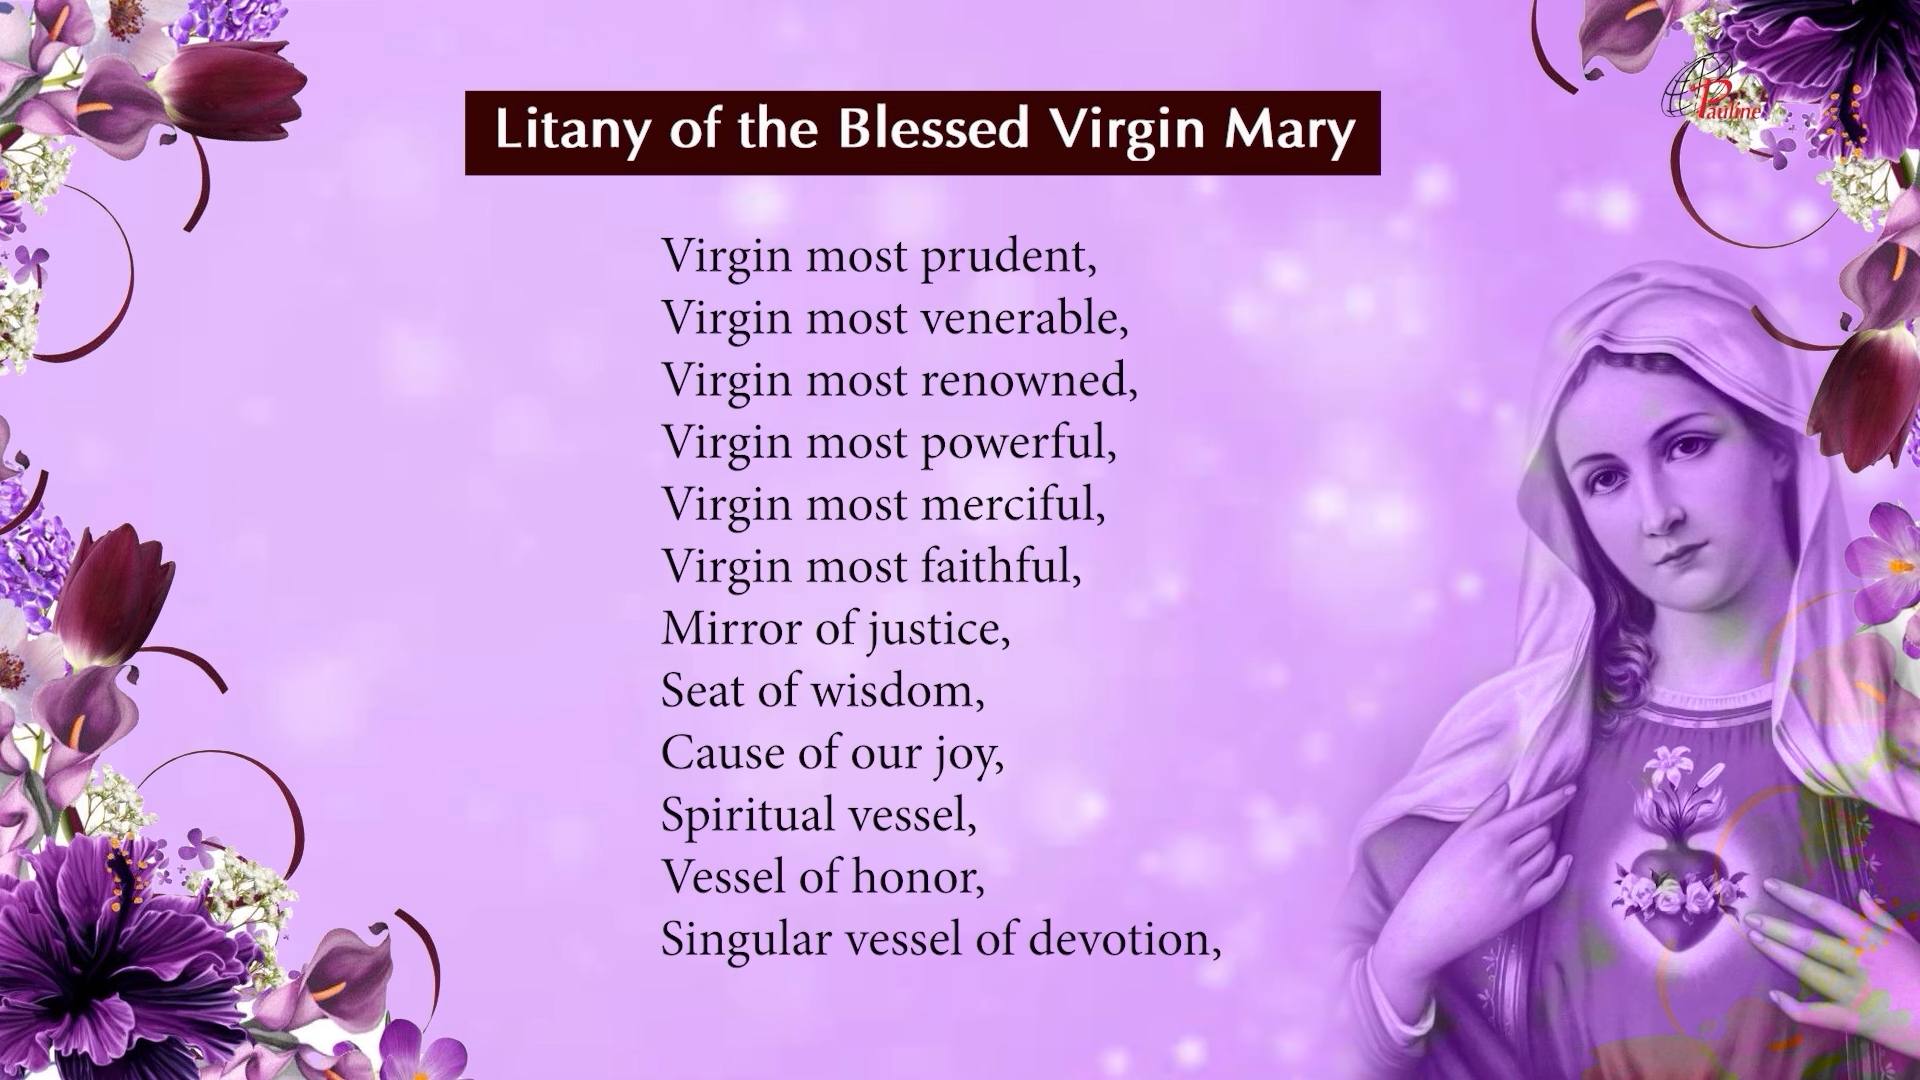 Pauline
Litany of the Blessed Virgin Mary
Virgin most prudent,
Virgin most venerable,
Virgin most renowned,
Virgin most powerful,
Virgin most merciful,
Virgin most faithful,
Mirror of justice,
Seat of wisdom,
Cause of our joy,
Spiritual vessel,
Vessel of honor,
Singular vessel of devotion,